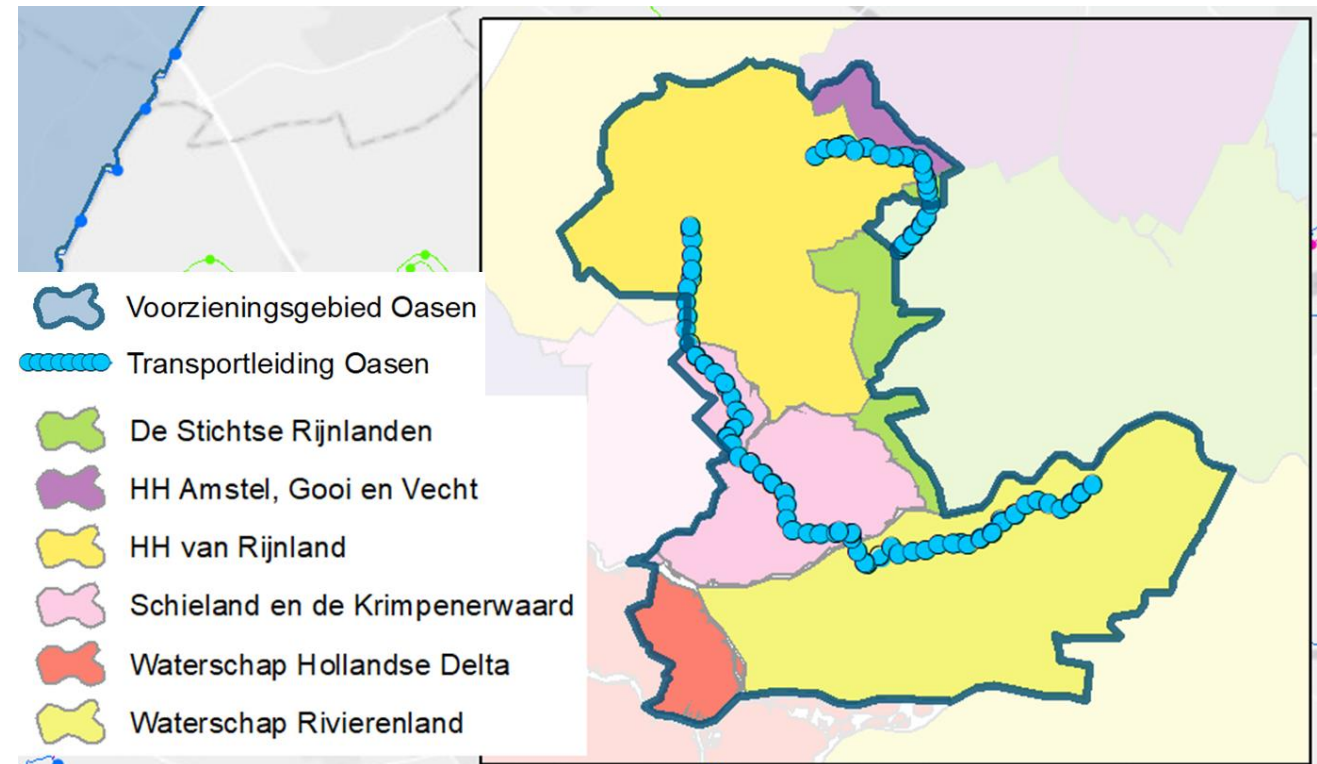 Voorzieningsgebied Oasen
Transportleiding Oasen
De Stichtse Rijnlanden
HH Amstel, Gooi en Vecht
HH van Rijnland
Schieland en de Krimpenerwaard
Waterschap Hollandse Delta
Waterschap Rivierenland